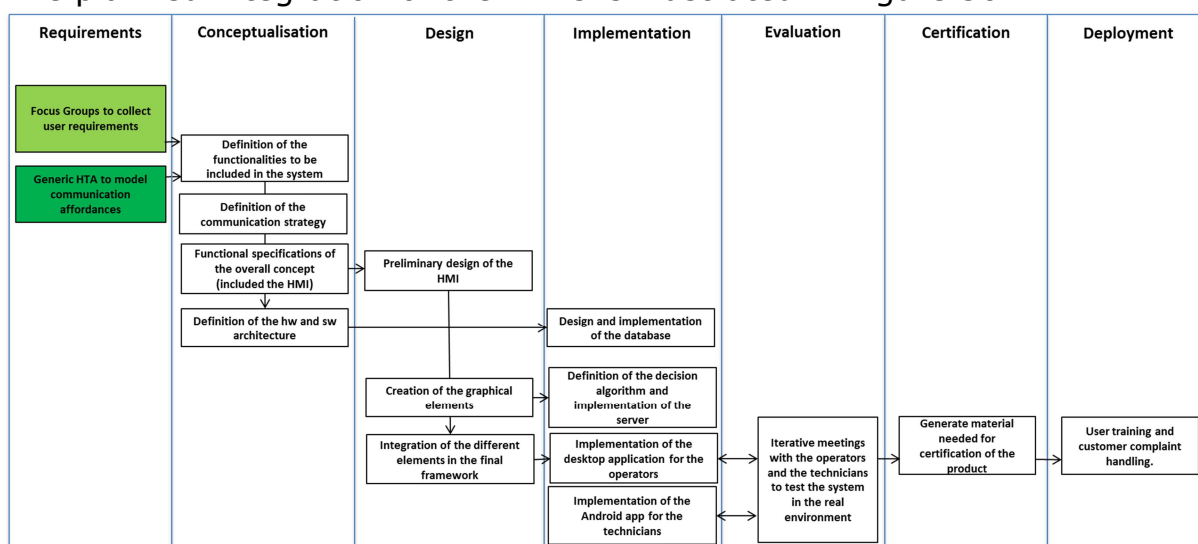 Requirements
Conceptualisation
Design
Implementation
Evaluation
Certification
Deployment
Focus Groups to collect
user requirements
Generic HTA to model
communication
affordances
Definition of the
functionalities to be
included in the system
Definition of the
communication strategy
Functional specifications of
the overall concept
(included the HMI)
Definition of the hw and sw
architecture
Preliminary design of the
HMI
Creation of the graphical
elements
Integration of the different
elements in the final
framework
Design and implementation
of the database
Definition of the decision
algorithm and
implementation of the
server
Implementation of the
desktop application for the
operators
Implementation of the
Android app for the
technicians
Iterative meetings
with the operators
and the technicians
to test the system
in the real
environment
Generate material
needed for
certification of the
product
User training and
customer complaint
handling.